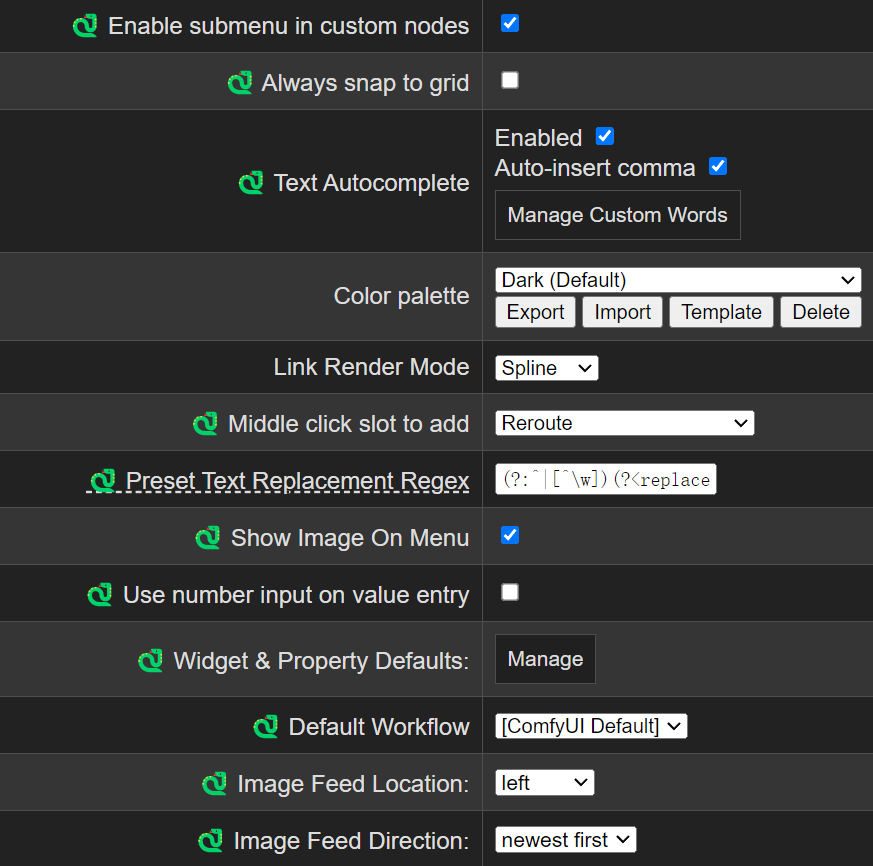 Enable submenu in custom nodes
Always snap to grid
Text Autocomplete
Enabled
Auto-insert comma
Manage Custom Words
Color palette
Dark (Default)
Export Import Template Delete
Link Render Mode
Spline
Middle click slot to add
Reroute
Preset Text Replacement Regex
(?:^|[^\w])(?<replace
Show Image On Menu
Use number input on value entry
Widget & Property Defaults:
Manage
Default Workflow
[ComfyUI Default]
Image Feed Location:
left
Image Feed Direction:
newest first